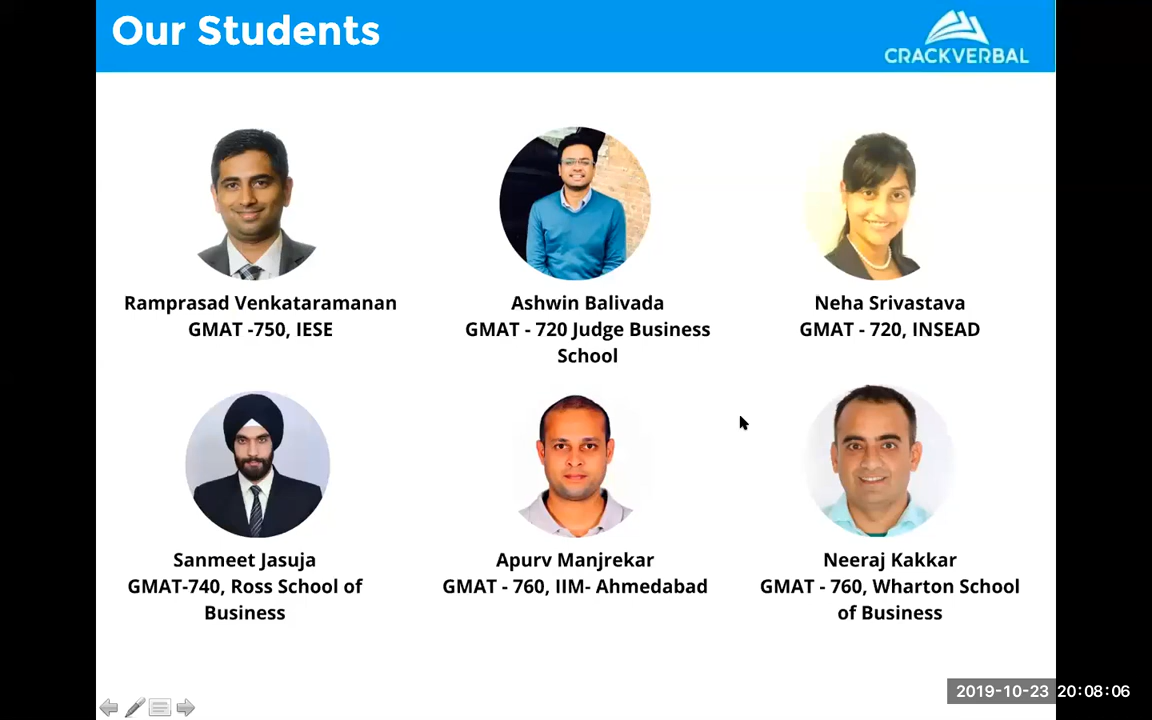 Our Students
CRACKVERBAL
Ramprasad Venkataramanan
GMAT -750, IESE
Ashwin Balivada
GMAT - 720 Judge Business
School
Neha Srivastava
GMAT - 720, INSEAD
Sanmeet Jasuja
GMAT-740, Ross School of
Business
Apurv Manjrekar
GMAT - 760, IIM- Ahmedabad
Neeraj Kakkar
GMAT - 760, Wharton School
of Business
2019-10-23 20:08:06